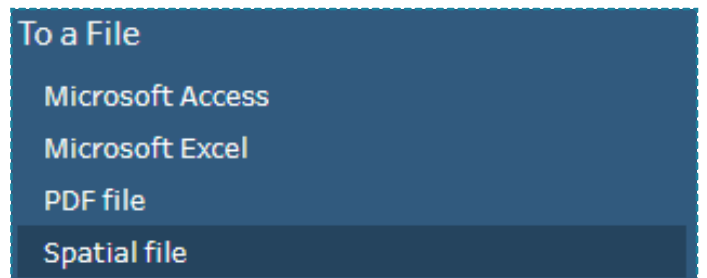 To a File
Microsoft Access
Microsoft Excel
PDF file
Spatial file